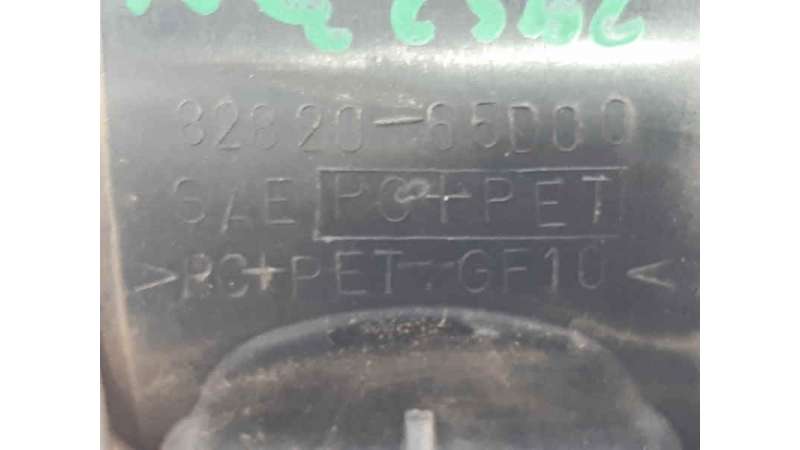 82820-65D00
SAE PC+PET
>PC+PET-GF10<